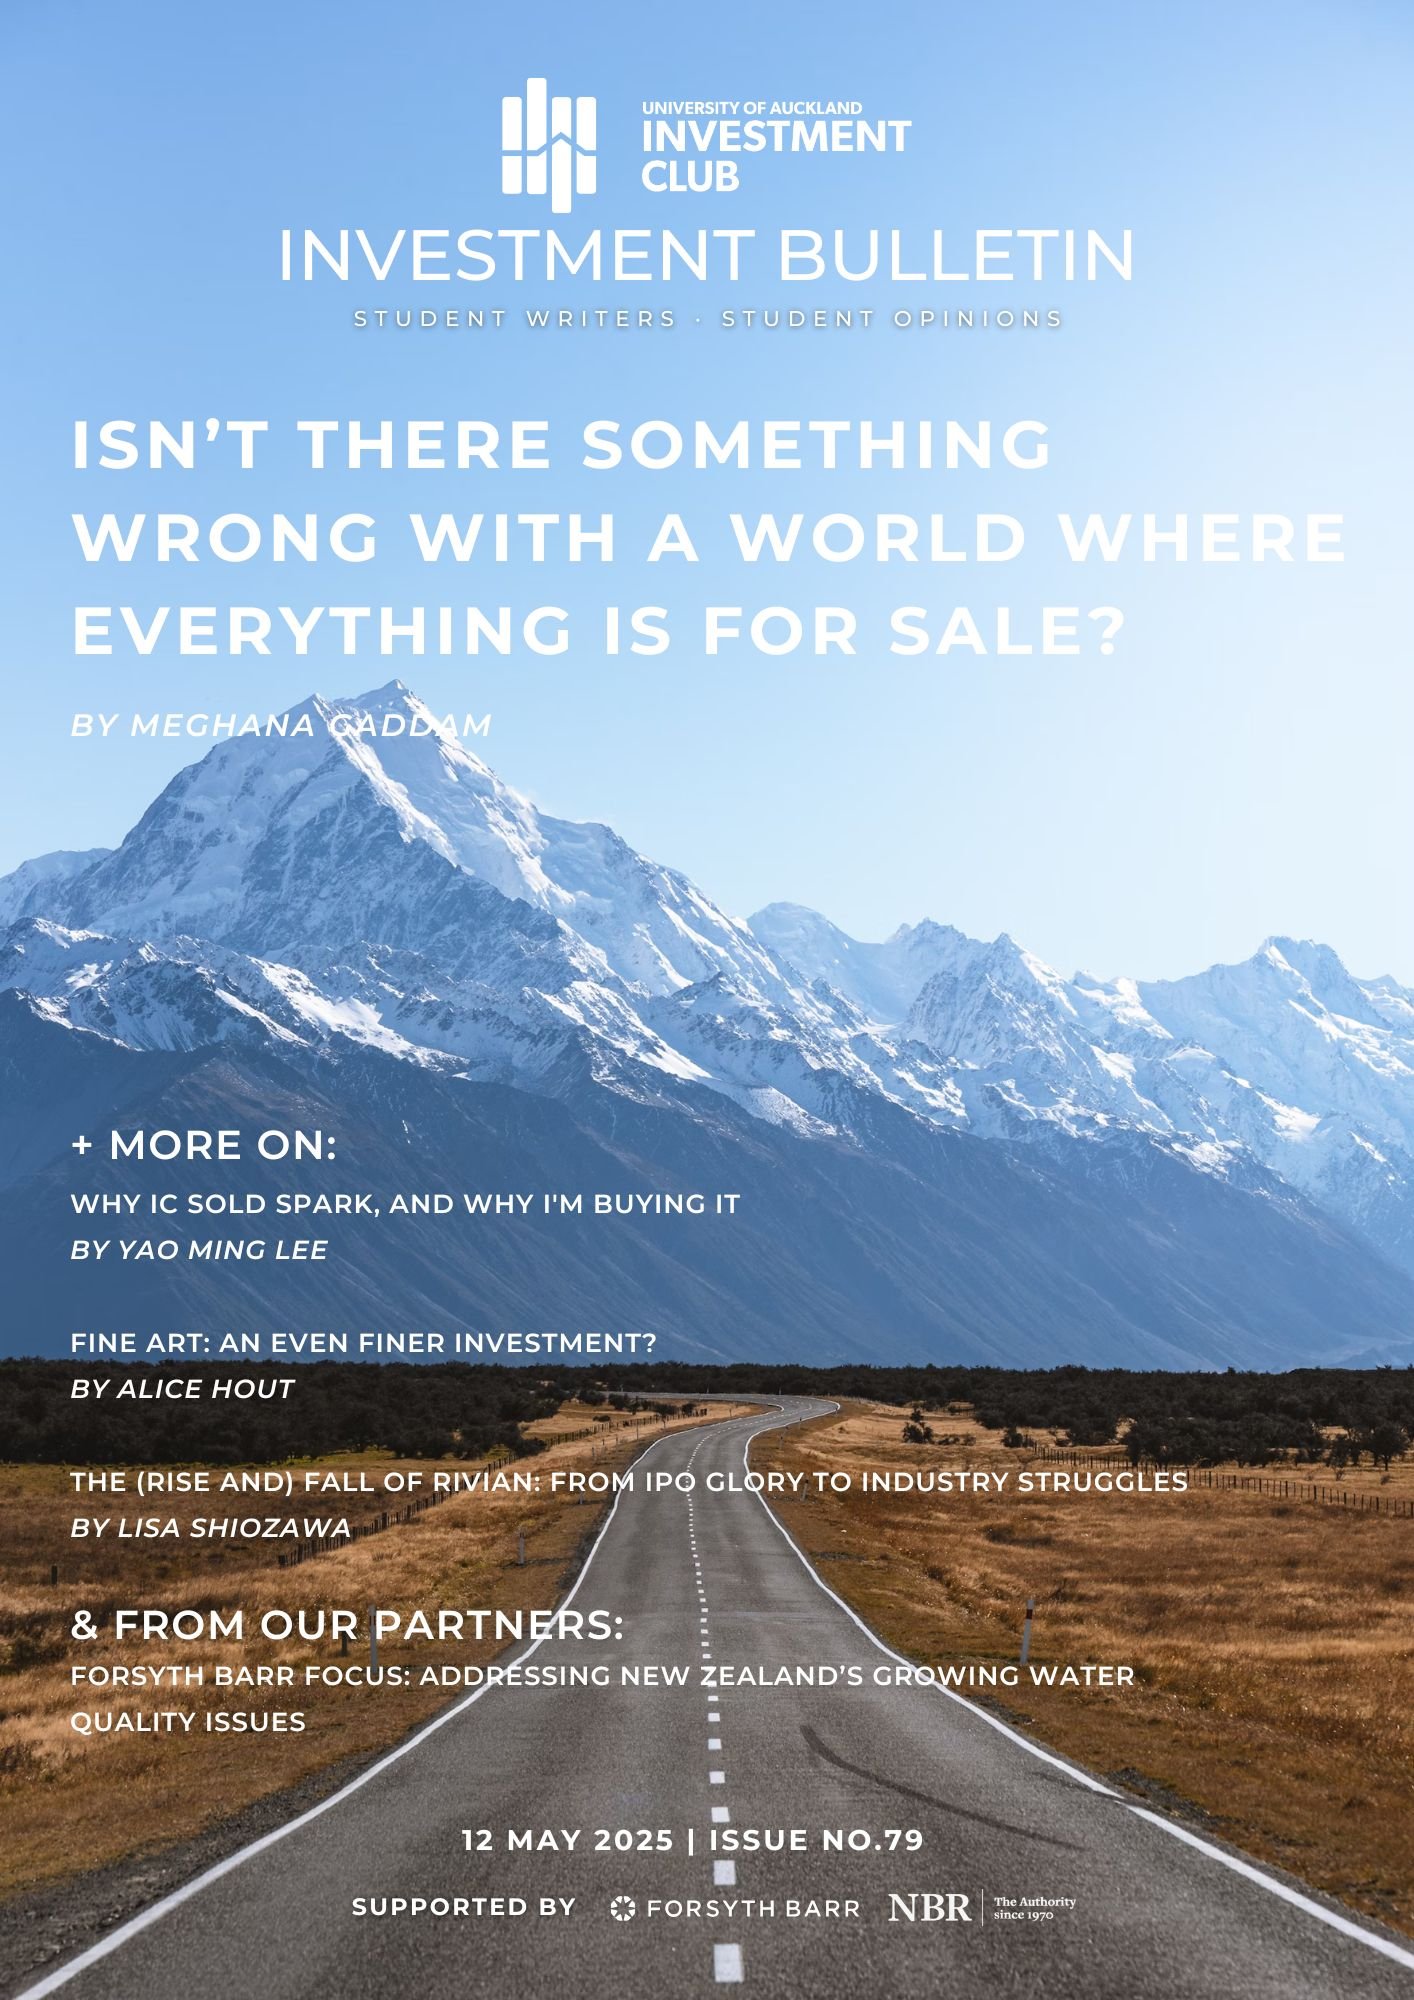 UNIVERSITY OF AUCKLAND
INVESTMENT
CLUB
INVESTMENT BULLETIN
STUDENT WRITERS · STUDENT OPINIONS
ISN’T THERE SOMETHING
WRONG WITH A WORLD WHERE
EVERYTHING IS FOR SALE?
BY MEGHANA GADDAM
+ MORE ON:
WHY IC SOLD SPARK, AND WHY I'M BUYING IT
BY YAO MING LEE
FINE ART: AN EVEN FINER INVESTMENT?
BY ALICE HOUT
THE (RISE AND) FALL OF RIVIAN: FROM IPO GLORY TO INDUSTRY STRUGGLES
BY LISA SHIOZAWA
& FROM OUR PARTNERS:
FORSYTH BARR FOCUS: ADDRESSING NEW ZEALAND’S GROWING WATER
QUALITY ISSUES
12 MAY 2025 | ISSUE NO.79
SUPPORTED BY FORSYTH BARR NBR The Authority
since 1970